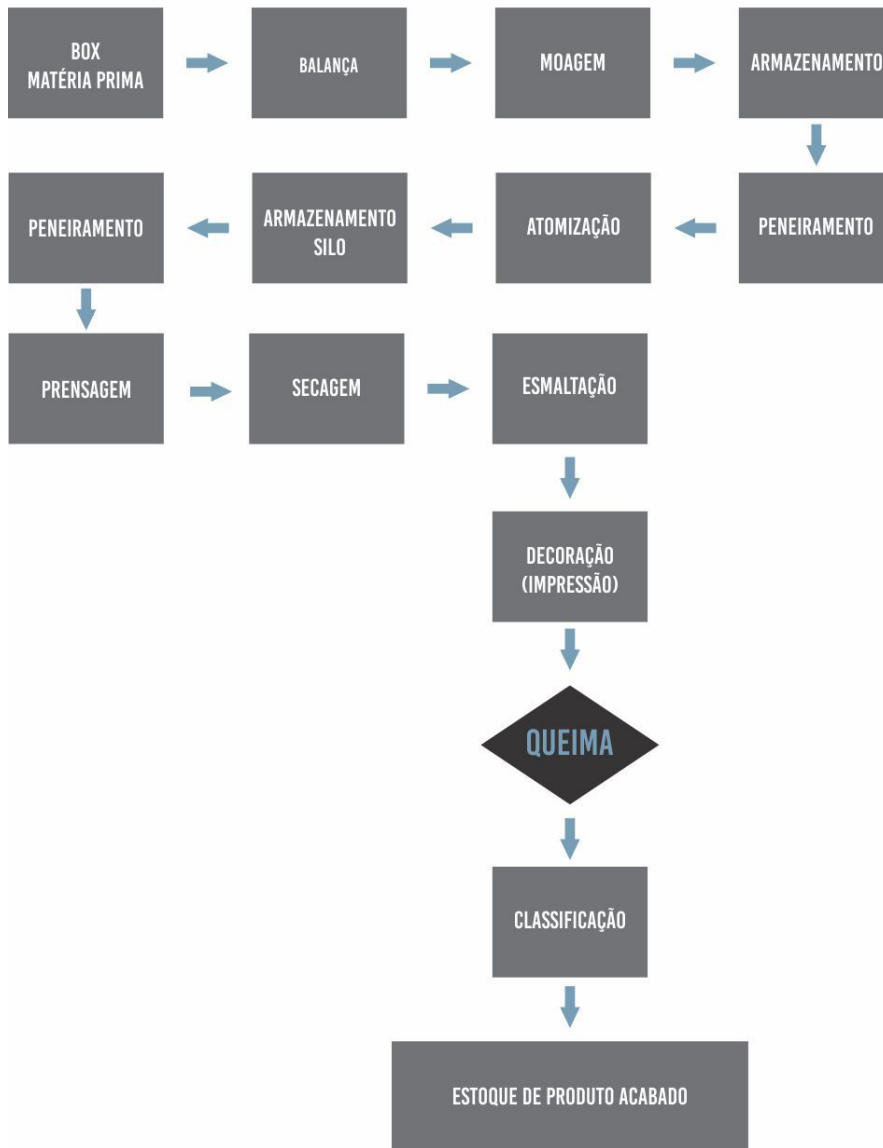 BOX
MATÉRIA PRIMA
BALANÇA
MOAGEM
ARMAZENAMENTO
PENEIRAMENTO
ATOMIZAÇÃO
ARMAZENAMENTO
SILO
PENEIRAMENTO
PRENSAGEM
SECAGEM
ESMALTAÇÃO
DECORAÇÃO
(IMPRESSÃO)
QUEIMA
CLASSIFICAÇÃO
ESTOQUE DE PRODUTO ACABADO